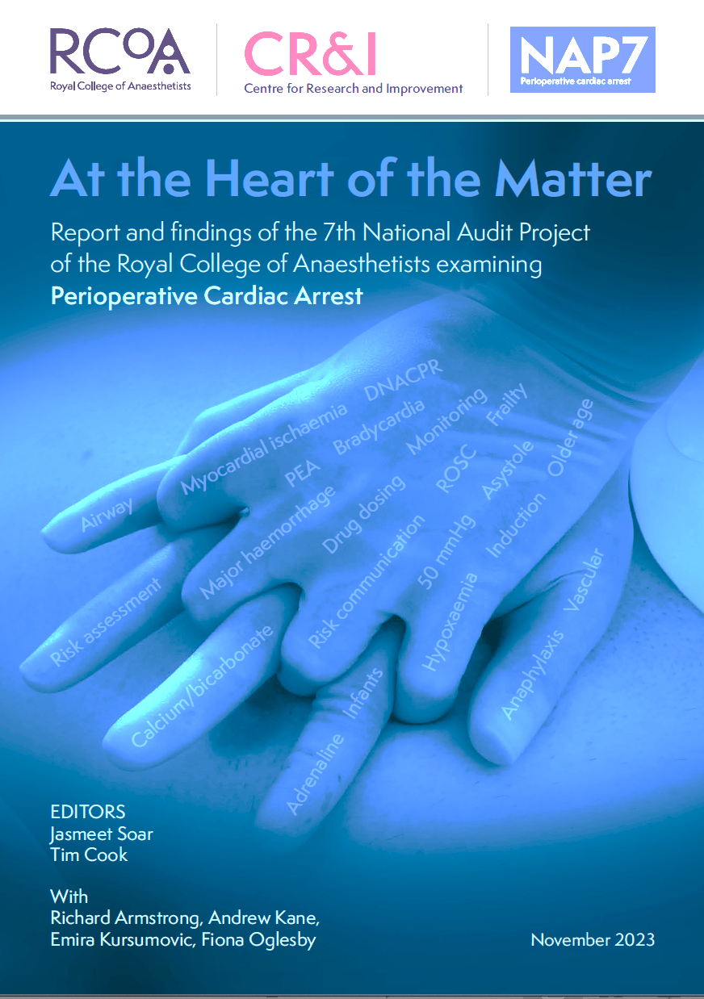 RCOA
Royal College of Anaesthetists
CR&I
Centre for Research and Improvement
NAP7
Perioperative cardiac arrest
At the Heart of the Matter
Report and findings of the 7th National Audit Project
of the Royal College of Anaesthetists examining
Perioperative Cardiac Arrest
DNACPR
Myocardial ischaemia
Bradycardia
Monitoring
Frailty
Older age
PEA
ROSC
Asystole
Airway
Major haemorrhage
Drug dosing
Induction
Risk communication
50 mmHg
Vascular
Risk assessment
Hypoxaemia
Calcium/bicarbonate
Infants
Anaphylaxis
Adrenaline
EDITORS
Jasmeet Soar
Tim Cook
With
Richard Armstrong, Andrew Kane,
Emira Kursumovic, Fiona Oglesby
November 2023